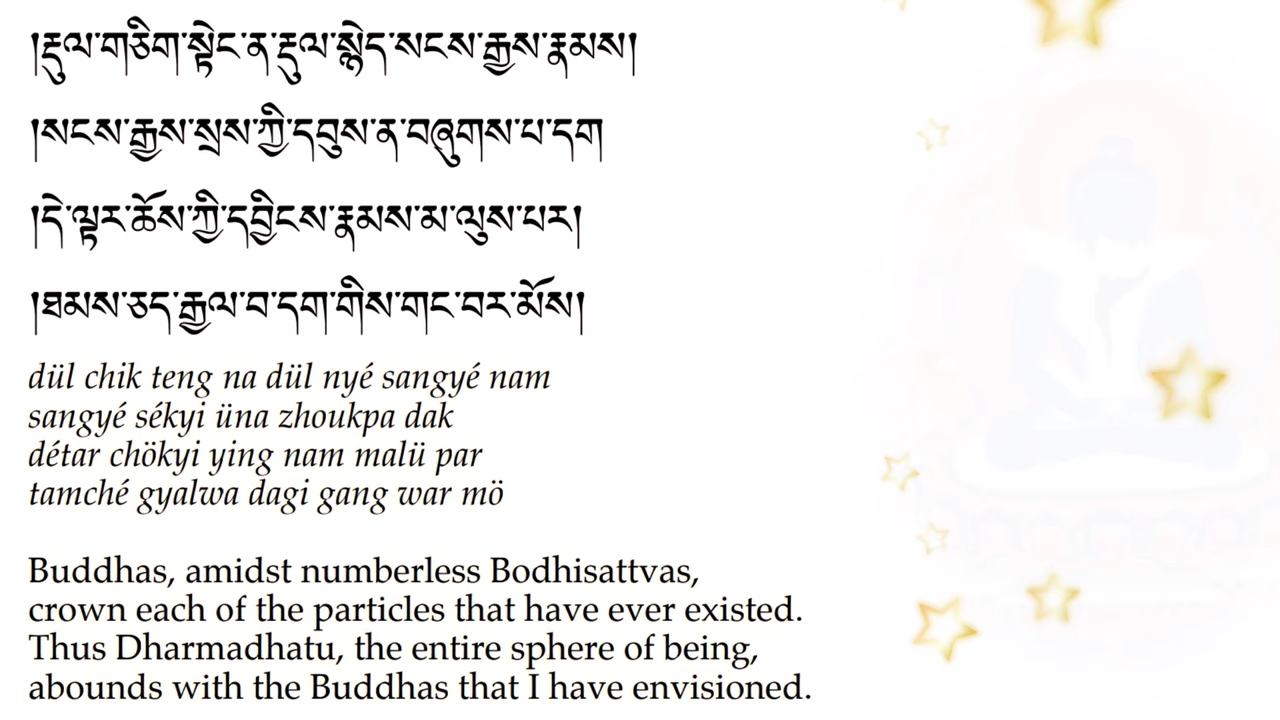 །རྡུལ་གཅིག་སྟེང་ན་རྡུལ་སྙེད་སངས་རྒྱས་རྣམས།
།སངས་རྒྱས་སྲས་ཀྱི་དབུས་ན་བཞུགས་པ་དག
།དེ་ལྟར་ཆོས་ཀྱི་དབྱིངས་རྣམས་མ་ལུས་པར།
།ཐམས་ཅད་རྒྱལ་བ་དག་གིས་གང་བར་མོས།
dül chik teng na dül nyé sangyé nam
sangyé sékyi üna zhoukpa dak
détar chökyi ying nam malü par
tamché gyalwa dagi gang war mö
Buddhas, amidst numberless Bodhisattvas,
crown each of the particles that have ever existed.
Thus Dharmadhatu, the entire sphere of being,
abounds with the Buddhas that I have envisioned.